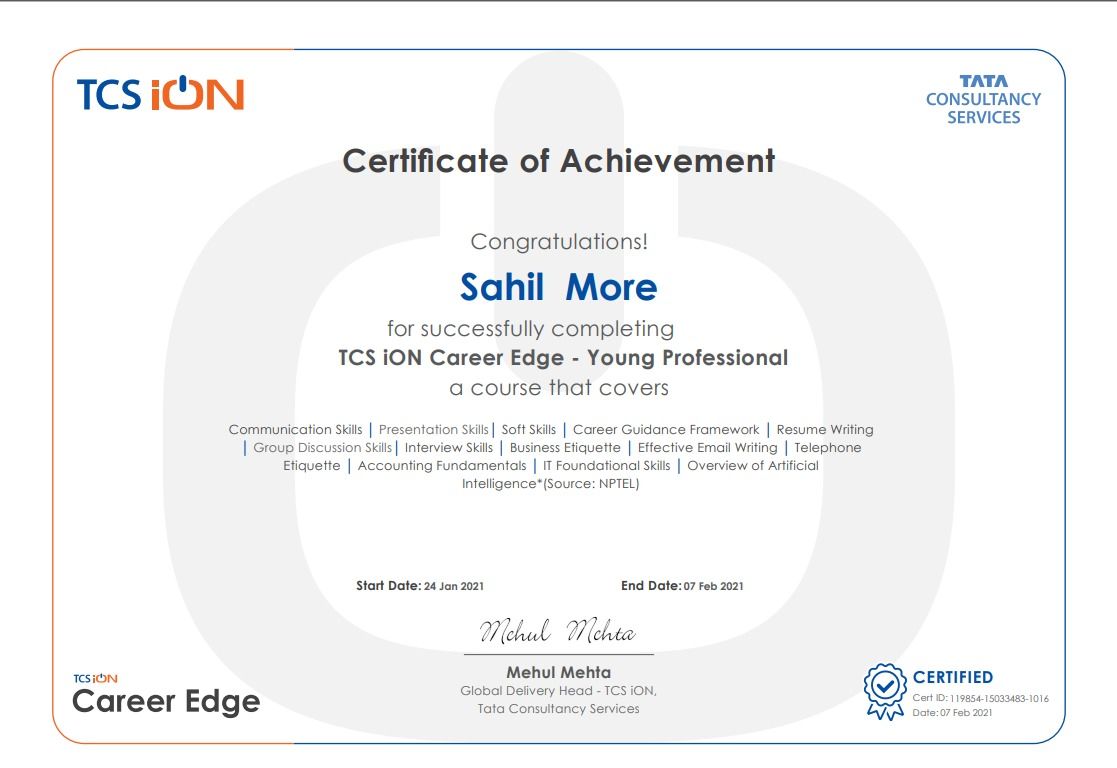 TCS iON
TATA
CONSULTANCY
SERVICES
Certificate of Achievement
Congratulations!
Sahil More
for successfully completing
TCS iON Career Edge - Young Professional
a course that covers
Communication Skills | Presentation Skills | Soft Skills | Career Guidance Framework | Resume Writing
| Group Discussion Skills | Interview Skills | Business Etiquette | Effective Email Writing | Telephone
Etiquette | Accounting Fundamentals | IT Foundational Skills | Overview of Artificial
Intelligence*(Source: NPTEL)
Start Date: 24 Jan 2021
End Date: 07 Feb 2021
Mehul Mehta
Mehul Mehta
Global Delivery Head - TCS iON,
Tata Consultancy Services
TCS iON
Career Edge
CERTIFIED
Cert ID: 119854-15033483-1016
Date: 07 Feb 2021